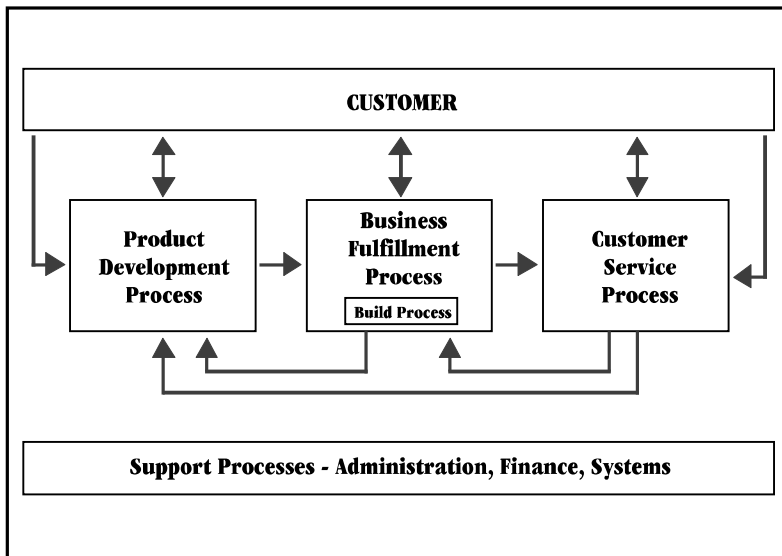 CUSTOMER
Product
Development
Process
Business
Fulfillment
Process
Build Process
Customer
Service
Process
Support Processes - Administration, Finance, Systems